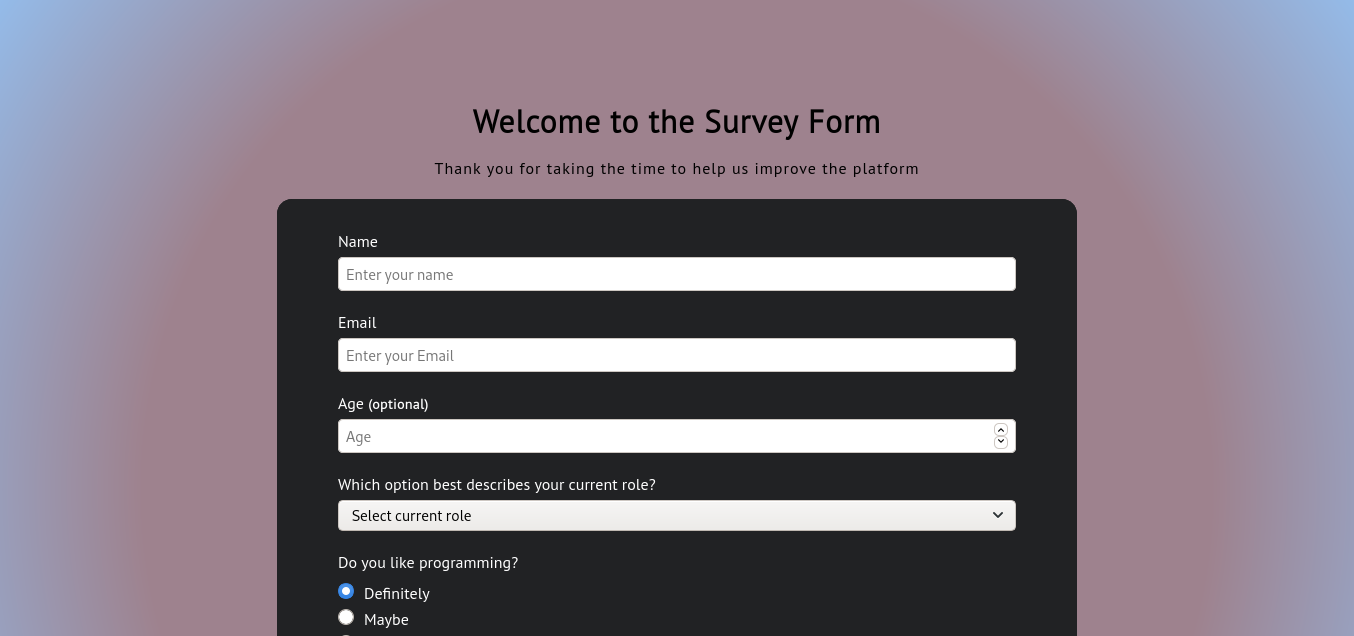 Welcome to the Survey Form
Thank you for taking the time to help us improve the platform
Name
Enter your name
Email
Enter your Email
Age (optional)
Age
Which option best describes your current role?
Select current role
Do you like programming?
Definitely
Maybe